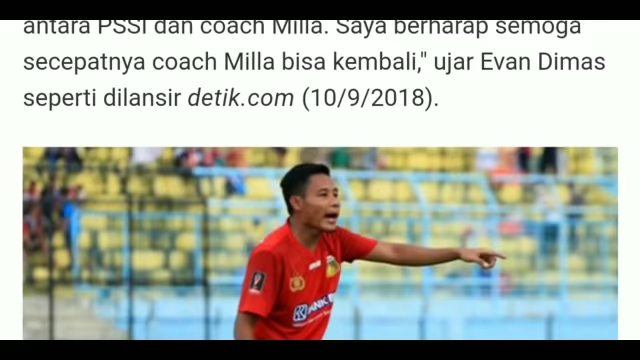 antara PSSI dan coach Milla. Saya berharap semoga
secepatnya coach Milla bisa kembali," ujar Evan Dimas
seperti dilansir detik.com (10/9/2018).
BANK